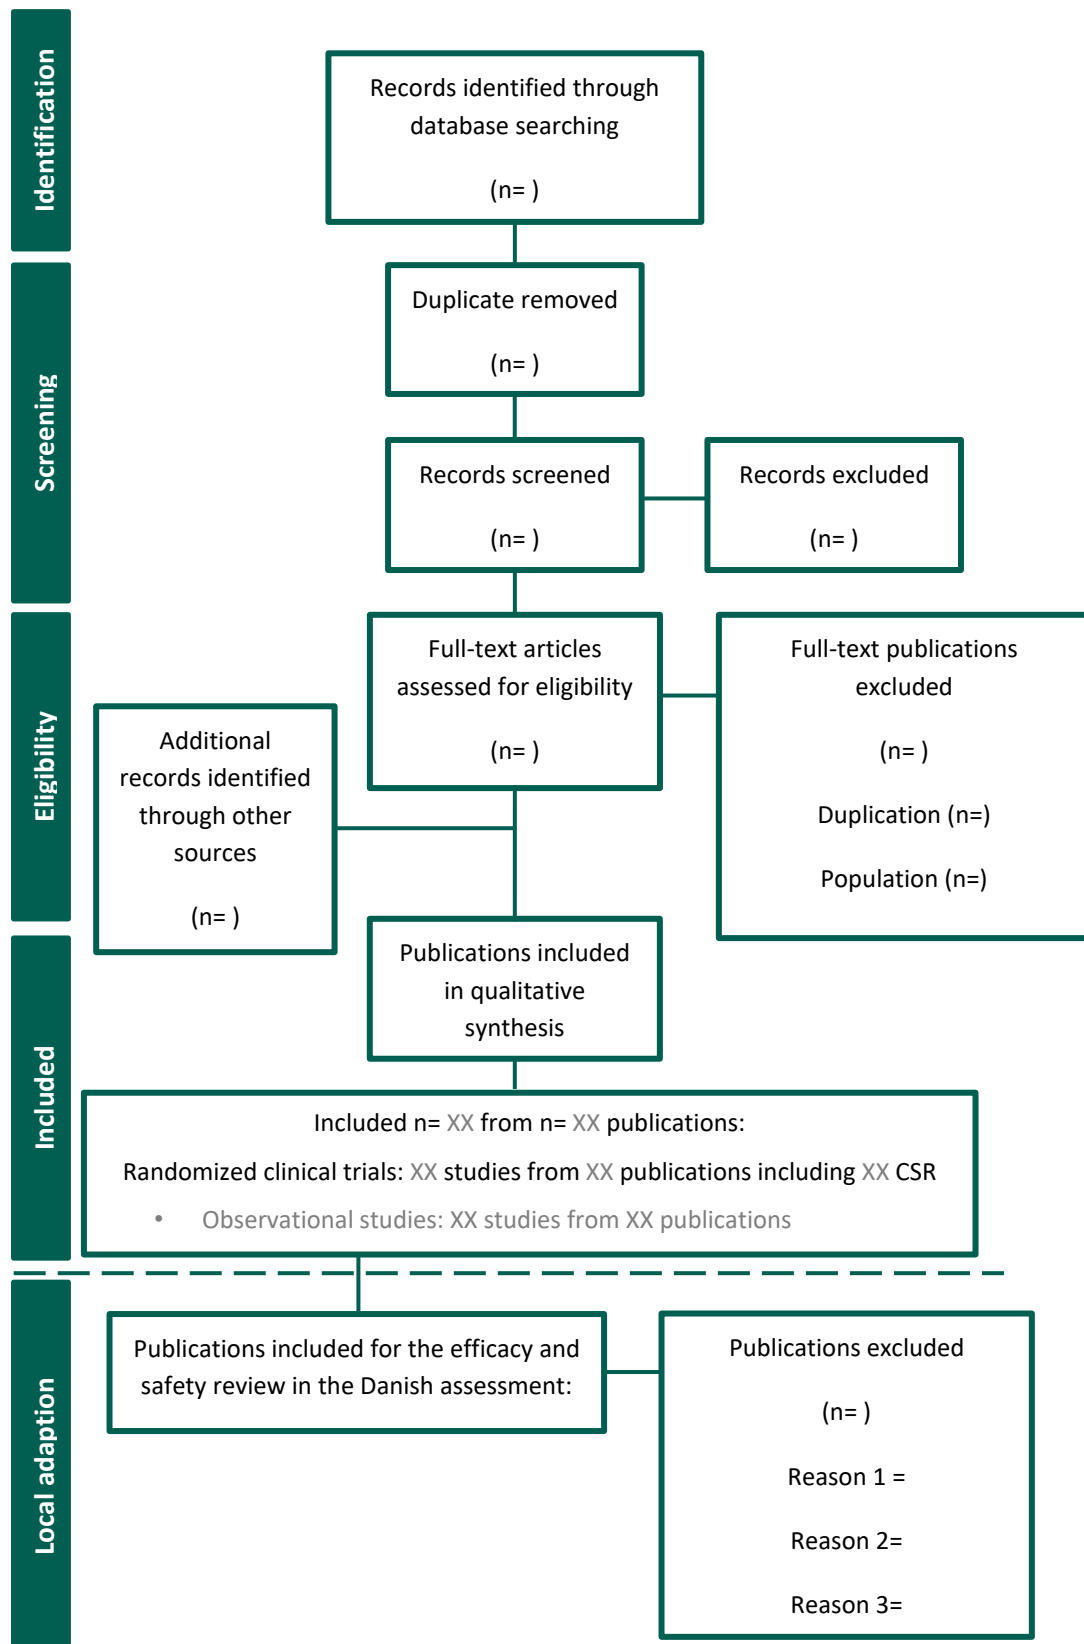 Identification
Records identified through
database searching
(n= )
Screening
Duplicate removed
(n= )
Records screened
(n= )
Records excluded
(n= )
Eligibility
Full-text articles
assessed for eligibility
(n= )
Full-text publications
excluded
(n= )
Duplication (n=)
Population (n=)
Additional
records identified
through other
sources
(n= )
Included
Publications included
in qualitative
synthesis
Included n= XX from n= XX publications:
Randomized clinical trials: XX studies from XX publications including XX CSR
• Observational studies: XX studies from XX publications
Local adaption
Publications included for the efficacy and
safety review in the Danish assessment:
Publications excluded
(n= )
Reason 1 =
Reason 2=
Reason 3=